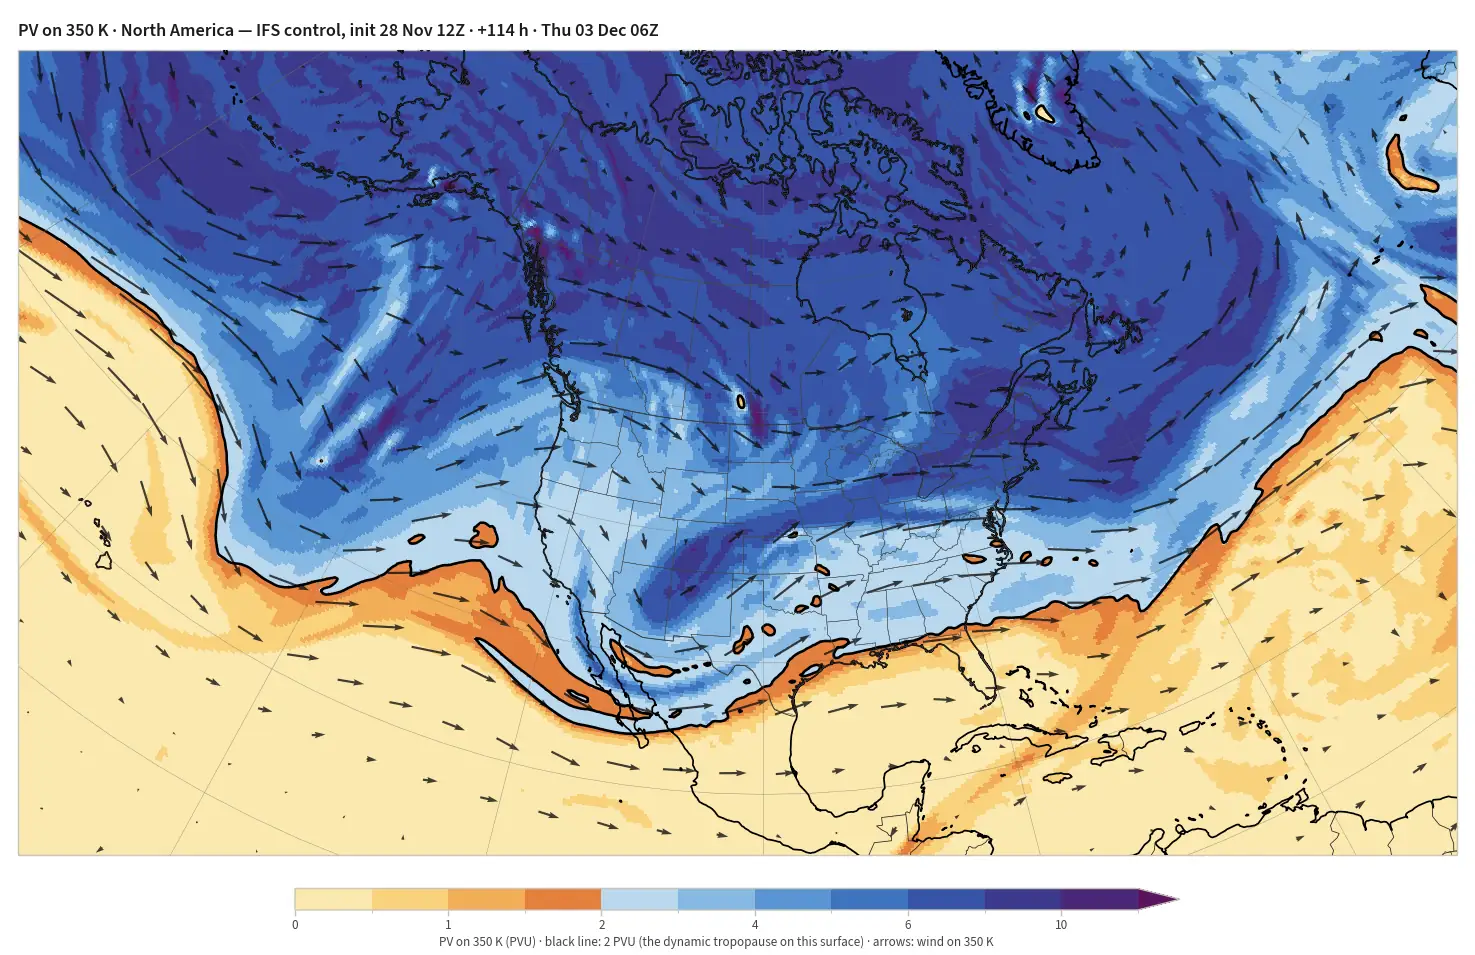 PV on 350 K · North America — IFS control, init 28 Nov 12Z · +114 h · Thu 03 Dec 06Z
0 1 2 4 6 10
PV on 350 K (PVU) · black line: 2 PVU (the dynamic tropopause on this surface) · arrows: wind on 350 K